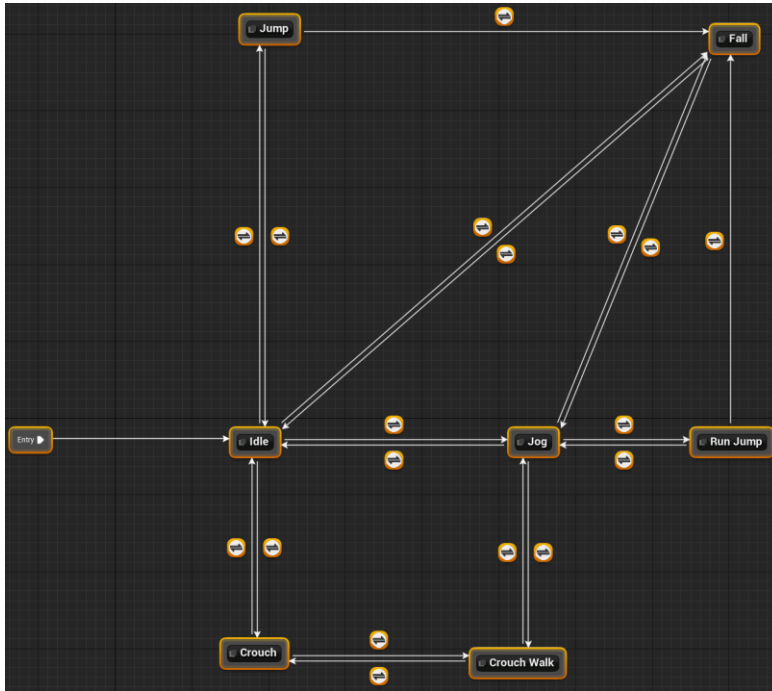 Jump
Fall
Entry
Idle
Jog
Run Jump
Crouch
Crouch Walk